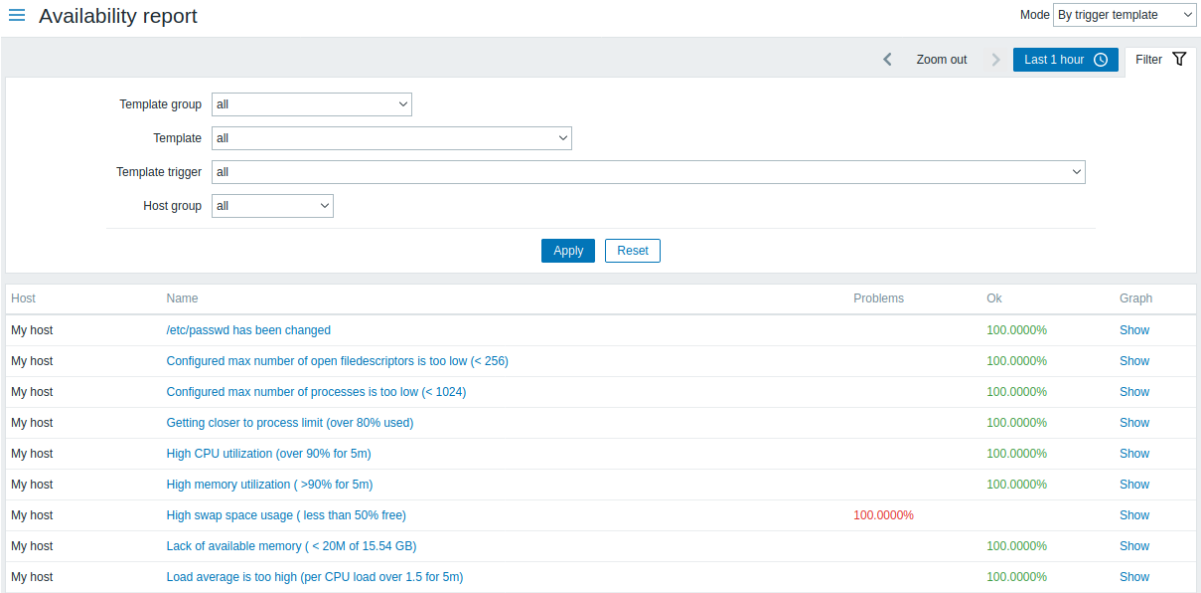 Availability report Mode By trigger template
Zoom out Last 1 hour Filter
Template group all
Template all
Template trigger all
Host group all
Apply Reset
Host Name Problems Ok Graph
My host /etc/passwd has been changed 100.0000% Show
My host Configured max number of open filedescriptors is too low (< 256) 100.0000% Show
My host Configured max number of processes is too low (< 1024) 100.0000% Show
My host Getting closer to process limit (over 80% used) 100.0000% Show
My host High CPU utilization (over 90% for 5m) 100.0000% Show
My host High memory utilization ( >90% for 5m) 100.0000% Show
My host High swap space usage ( less than 50% free) 100.0000% Show
My host Lack of available memory ( < 20M of 15.54 GB) 100.0000% Show
My host Load average is too high (per CPU load over 1.5 for 5m) 100.0000% Show